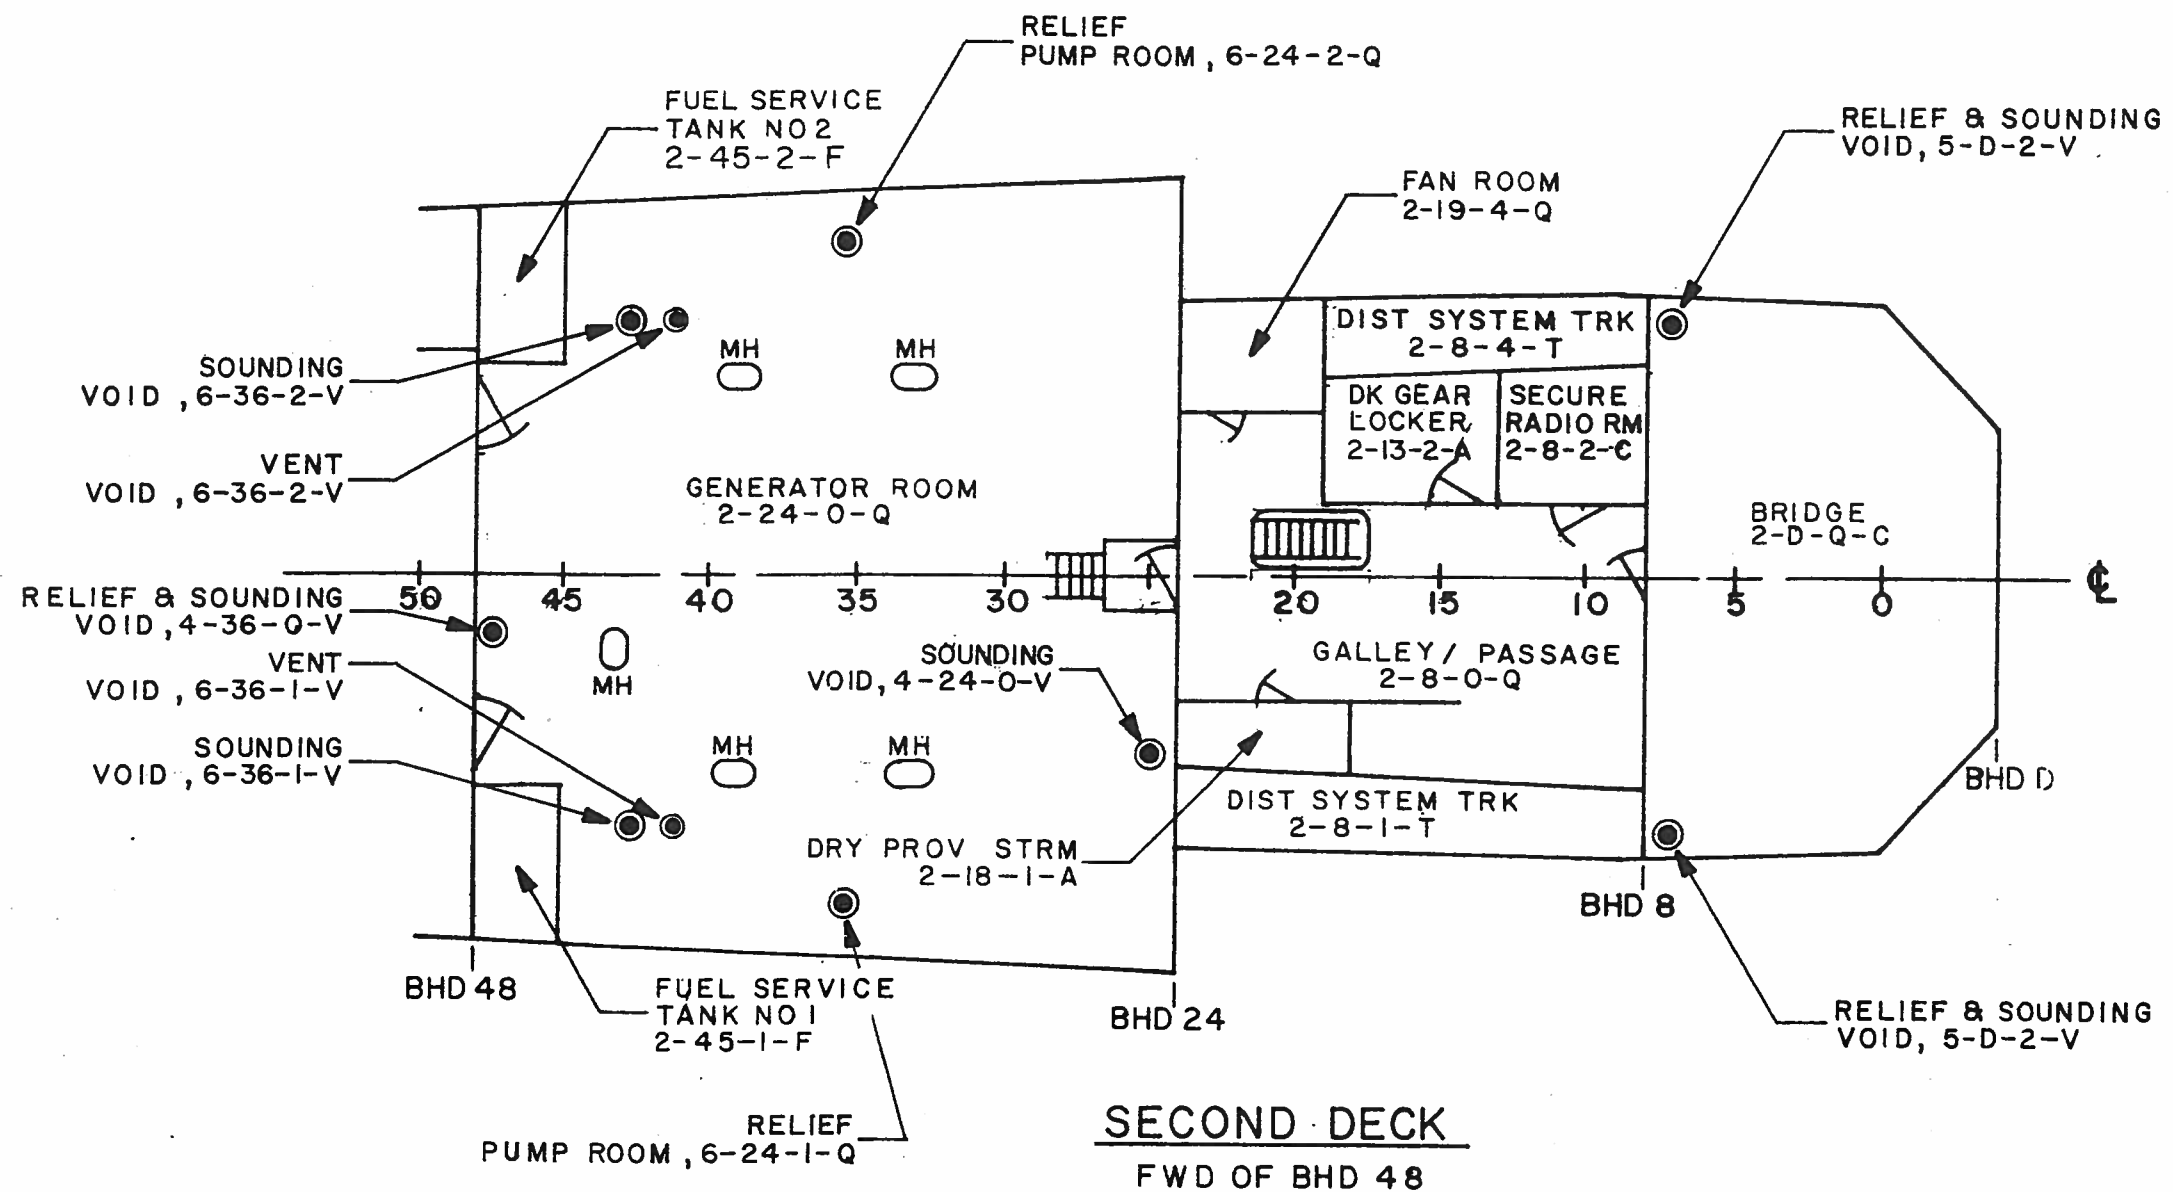 RELIEF
PUMP ROOM, 6-24-2-Q
FUEL SERVICE
TANK NO 2
2-45-2-F
RELIEF & SOUNDING
VOID, 5-D-2-V
FAN ROOM
2-19-4-Q
DIST SYSTEM TRK
2-8-4-T
MH
MH
SOUNDING
VOID, 6-36-2-V
DK GEAR
LOCKER
2-13-2-A
SECURE
RADIO RM
2-8-2-C
VENT
VOID, 6-36-2-V
GENERATOR ROOM
2-24-0-Q
BRIDGE
2-D-Q-C
50 45 40 35 30 20 15 10 5 0 CL
RELIEF & SOUNDING
VOID, 4-36-0-V
VENT
VOID, 6-36-1-V
MH
SOUNDING
VOID, 4-24-0-V
GALLEY / PASSAGE
2-8-0-Q
SOUNDING
VOID, 6-36-1-V
MH
MH
BHD D
DIST SYSTEM TRK
2-8-1-T
DRY PROV STRM
2-18-1-A
BHD 8
BHD 48
FUEL SERVICE
TANK NO 1
2-45-1-F
BHD 24
RELIEF & SOUNDING
VOID, 5-D-2-V
RELIEF
PUMP ROOM, 6-24-1-Q
SECOND DECK
FWD OF BHD 48